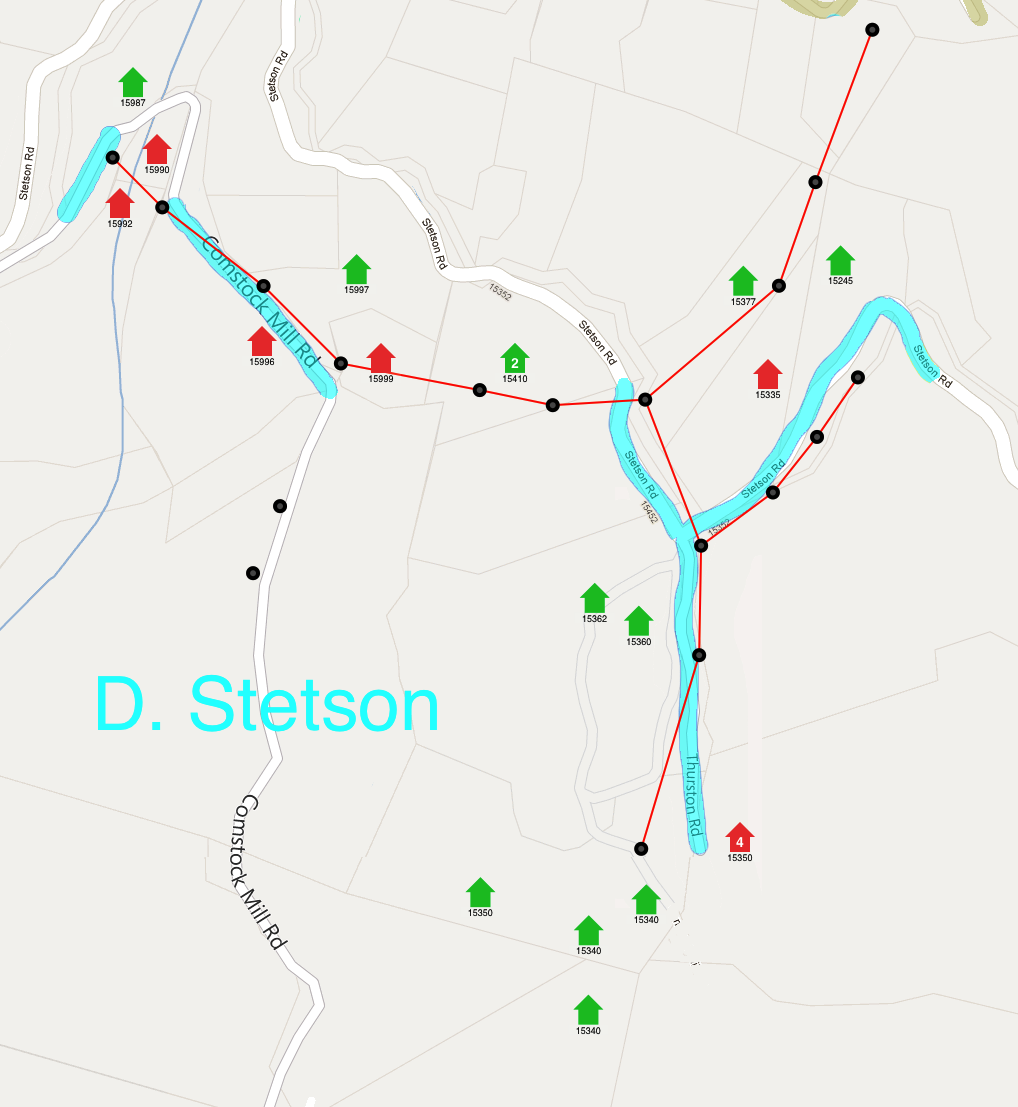 Stetson Rd
15987
Stetson Rd
15990
15992
Stetson Rd
Comstock Mill Rd
15997
15352
15377
15245
Stetson Rd
15996
15999
2
15410
15335
Stetson Rd
Stetson Rd
Stetson Rd
15452
15352
15362
15360
D. Stetson
Thurston Rd
Comstock Mill Rd
4
15350
15350
15340
15340
15340